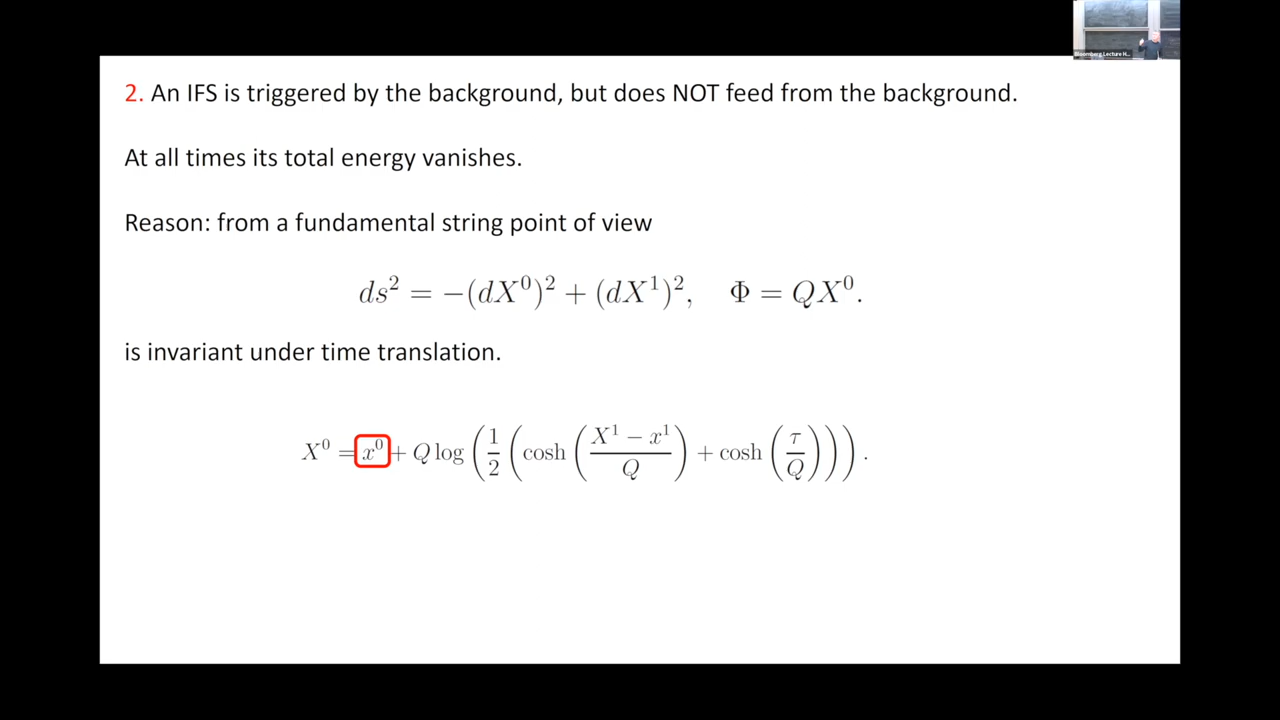 2. An IFS is triggered by the background, but does NOT feed from the background.
At all times its total energy vanishes.
Reason: from a fundamental string point of view
ds² = −(dX⁰)² + (dX¹)², Φ = QX⁰.
is invariant under time translation.
X⁰ = x⁰ + Q log (1/2 (cosh ((X¹ − x¹)/Q) + cosh (τ/Q))) .
Bloomberg Lecture H...